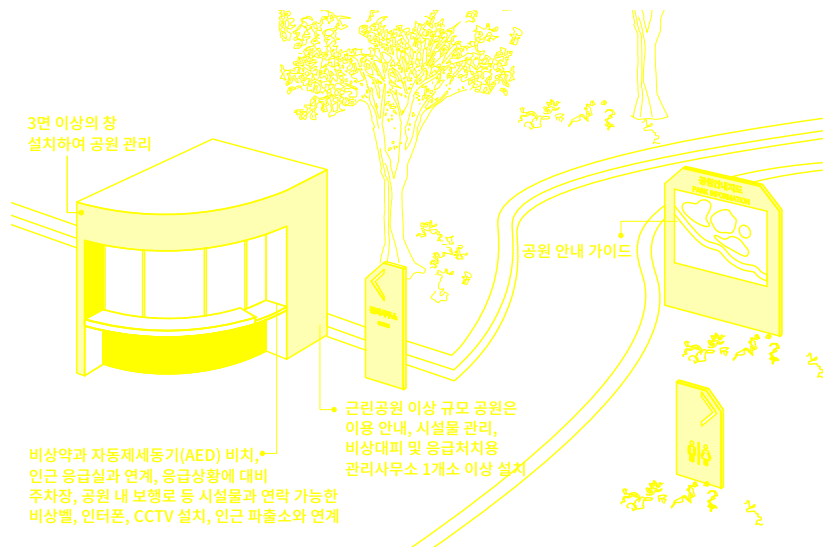 3면 이상의 창
설치하여 공원 관리
공원 안내 가이드
근린공원 이상 규모 공원은
이용 안내, 시설물 관리,
비상대피 및 응급처치용
관리사무소 1개소 이상 설치
비상약과 자동제세동기(AED) 비치,
인근 응급실과 연계, 응급상황에 대비
주차장, 공원 내 보행로 등 시설물과 연락 가능한
비상벨, 인터폰, CCTV 설치, 인근 파출소와 연계